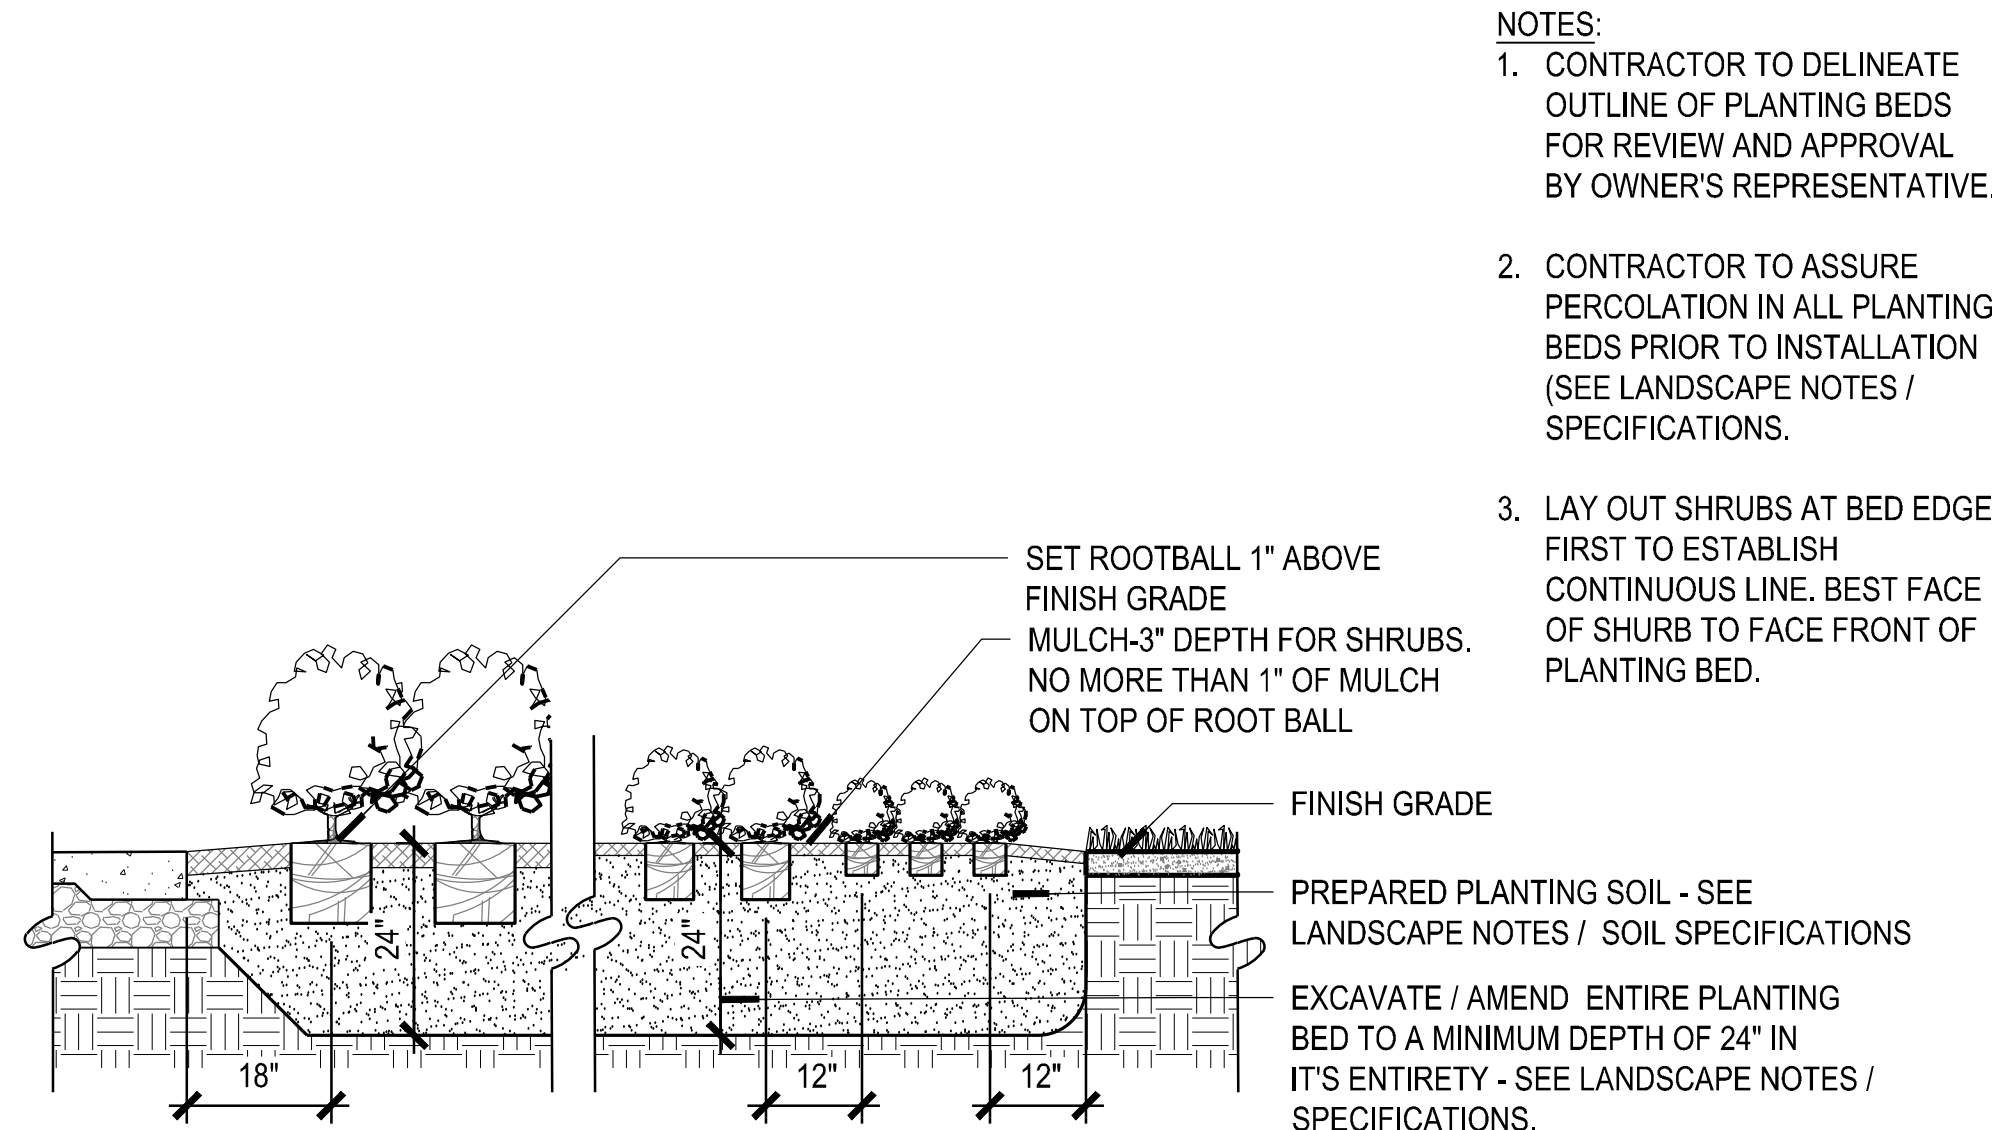 NOTES:
1. CONTRACTOR TO DELINEATE
OUTLINE OF PLANTING BEDS
FOR REVIEW AND APPROVAL
BY OWNER'S REPRESENTATIVE.
2. CONTRACTOR TO ASSURE
PERCOLATION IN ALL PLANTING
BEDS PRIOR TO INSTALLATION
(SEE LANDSCAPE NOTES /
SPECIFICATIONS.
3. LAY OUT SHRUBS AT BED EDGE
FIRST TO ESTABLISH
CONTINUOUS LINE. BEST FACE
OF SHURB TO FACE FRONT OF
PLANTING BED.
SET ROOTBALL 1" ABOVE
FINISH GRADE
MULCH-3" DEPTH FOR SHRUBS.
NO MORE THAN 1" OF MULCH
ON TOP OF ROOT BALL
FINISH GRADE
PREPARED PLANTING SOIL - SEE
LANDSCAPE NOTES / SOIL SPECIFICATIONS
EXCAVATE / AMEND ENTIRE PLANTING
BED TO A MINIMUM DEPTH OF 24" IN
IT'S ENTIRETY - SEE LANDSCAPE NOTES /
SPECIFICATIONS.
24"
24"
18"
12"
12"